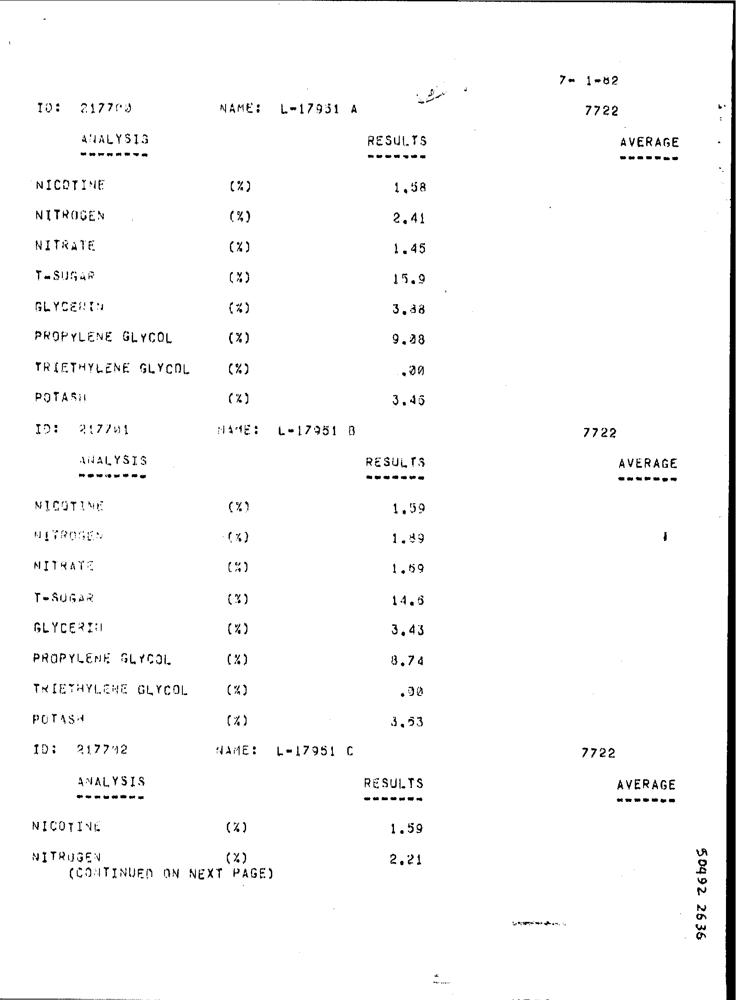 7- 1-82
ID: 217700 NAME: L-17951 A 7722
ANALYSIS RESULTS AVERAGE
NICOTINE (%) 1.58
NITROGEN (%) 2.41
NITRATE (%) 1.45
T-SUGAR (%) 15.9
GLYCERIN (%) 3.88
PROPYLENE GLYCOL (%) 9.08
TRIETHYLENE GLYCOL (%) .00
POTASH (%) 3.46
ID: 217701 NAME: L-17951 B 7722
ANALYSIS RESULTS AVERAGE
NICOTINE (%) 1.59
NITROGEN (%) 1.89
NITRATE (%) 1.69
T-SUGAR (%) 14.6
GLYCERIN (%) 3.43
PROPYLENE GLYCOL (%) 8.74
TRIETHYLENE GLYCOL (%) .00
POTASH (%) 3.53
ID: 217702 NAME: L-17951 C 7722
ANALYSIS RESULTS AVERAGE
NICOTINE (%) 1.59
NITROGEN (%) 2.21
(CONTINUED ON NEXT PAGE)
50492 2636